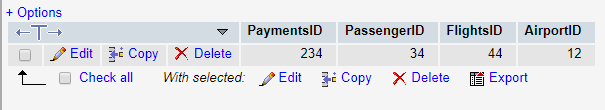 + Options
PaymentsID PassengerID FlightsID AirportID
Edit Copy Delete 234 34 44 12
Check all With selected: Edit Copy Delete Export